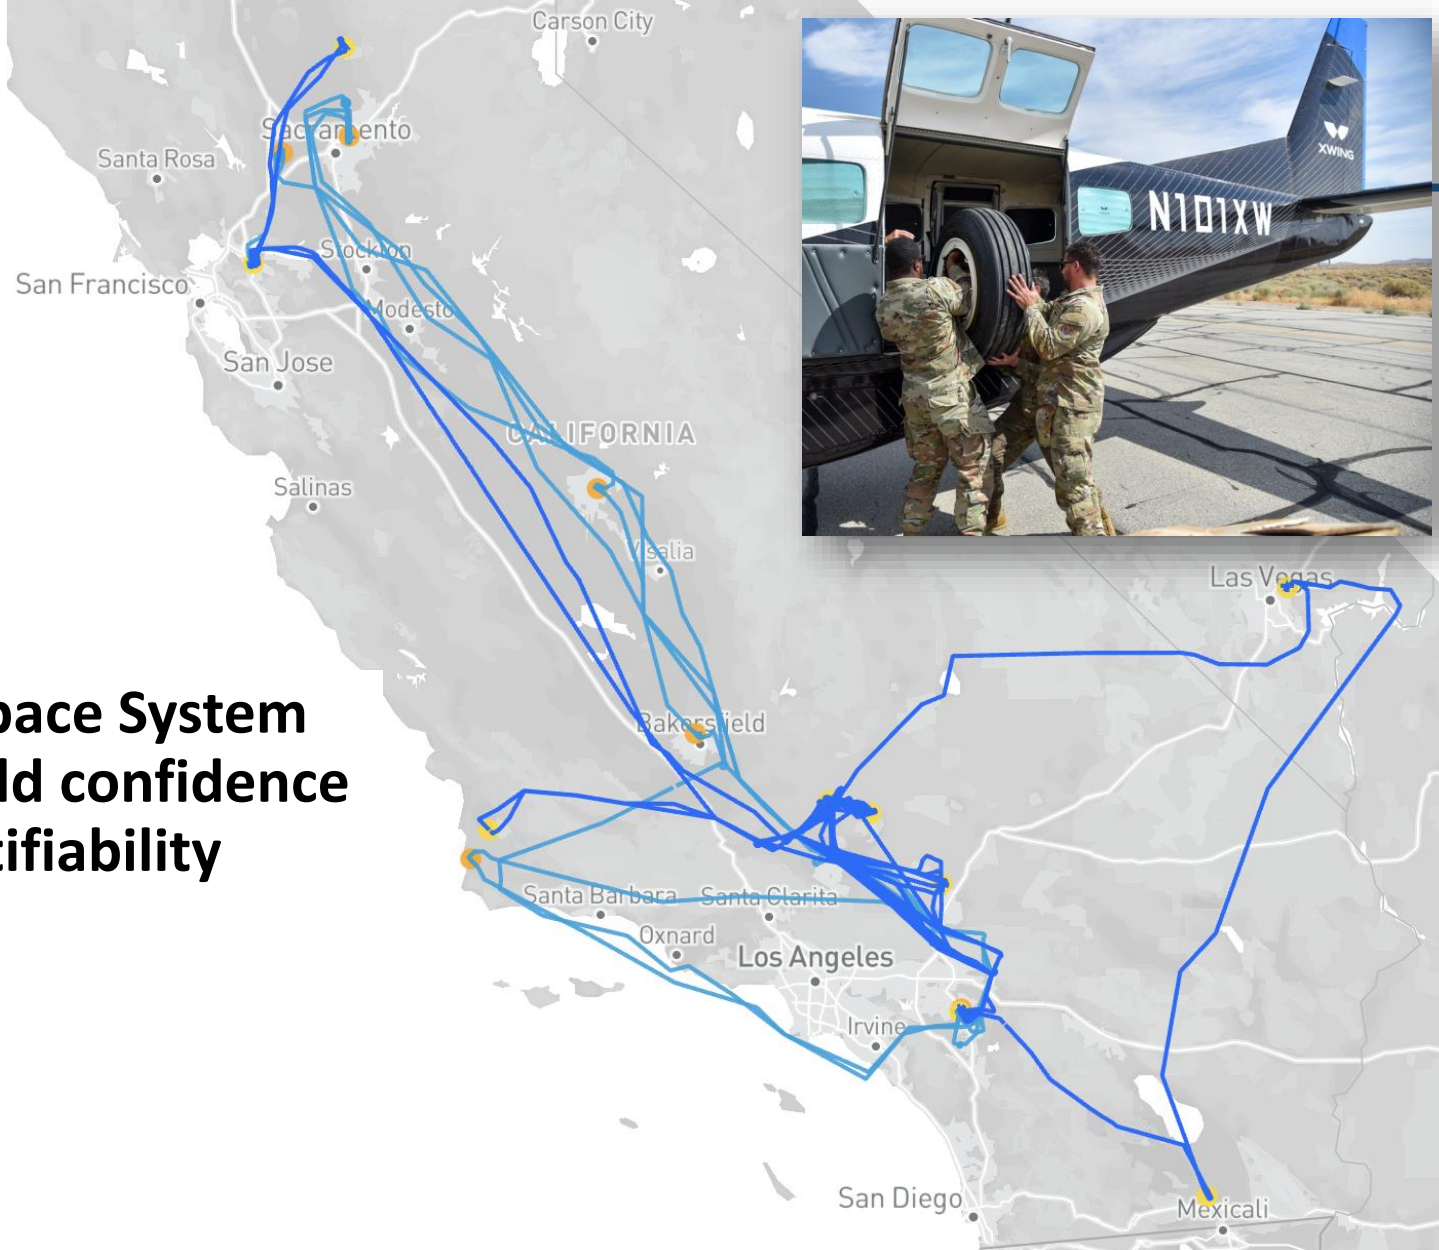 Carson City
Sacramento
Santa Rosa
Stockton
San Francisco
Modesto
San Jose
CALIFORNIA
Salinas
Visalia
Las Vegas
Bakersfield
Santa Barbara
Santa Clarita
Oxnard
Los Angeles
Irvine
San Diego
Mexicali
XWING
N101XW
pace System
ld confidence
tifiability